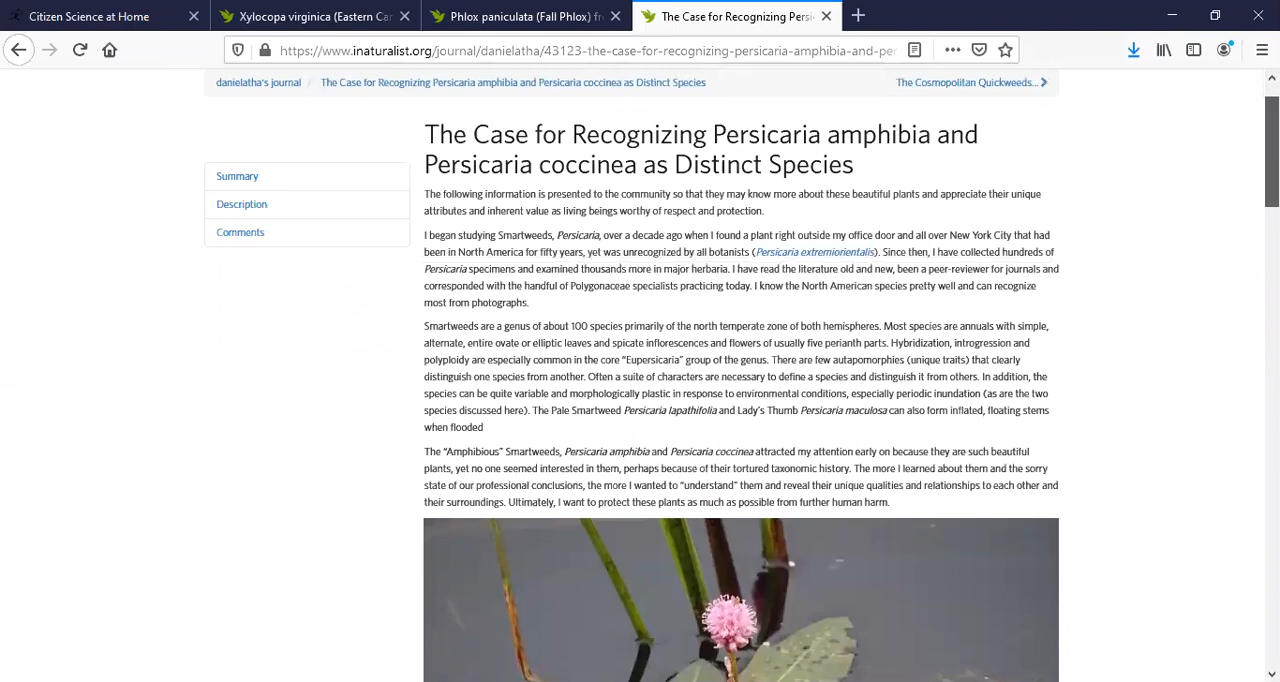 Citizen Science at Home
Xylocopa virginica (Eastern Car
Phlox paniculata (Fall Phlox) fr
The Case for Recognizing Persi
https://www.inaturalist.org/journal/danielatha/43123-the-case-for-recognizing-persicaria-amphibia-and-per
danielatha's journal / The Case for Recognizing Persicaria amphibia and Persicaria coccinea as Distinct Species
The Cosmopolitan Quickweeds...
Summary
Description
Comments
The Case for Recognizing Persicaria amphibia and
Persicaria coccinea as Distinct Species
The following information is presented to the community so that they may know more about these beautiful plants and appreciate their unique
attributes and inherent value as living beings worthy of respect and protection.
I began studying Smartweeds, Persicaria, over a decade ago when I found a plant right outside my office door and all over New York City that had
been in North America for fifty years, yet was unrecognized by all botanists (Persicaria extremiorientalis). Since then, I have collected hundreds of
Persicaria specimens and examined thousands more in major herbaria. I have read the literature old and new, been a peer-reviewer for journals and
corresponded with the handful of Polygonaceae specialists practicing today. I know the North American species pretty well and can recognize
most from photographs.
Smartweeds are a genus of about 100 species primarily of the north temperate zone of both hemispheres. Most species are annuals with simple,
alternate, entire ovate or elliptic leaves and spicate inflorescences and flowers of usually five perianth parts. Hybridization, introgression and
polyploidy are especially common in the core “Eupersicaria” group of the genus. There are few autapomorphies (unique traits) that clearly
distinguish one species from another. Often a suite of characters are necessary to define a species and distinguish it from others. In addition, the
species can be quite variable and morphologically plastic in response to environmental conditions, especially periodic inundation (as are the two
species discussed here). The Pale Smartweed Persicaria lapathifolia and Lady’s Thumb Persicaria maculosa can also form inflated, floating stems
when flooded
The “Amphibious” Smartweeds, Persicaria amphibia and Persicaria coccinea attracted my attention early on because they are such beautiful
plants, yet no one seemed interested in them, perhaps because of their tortured taxonomic history. The more I learned about them and the sorry
state of our professional conclusions, the more I wanted to “understand” them and reveal their unique qualities and relationships to each other and
their surroundings. Ultimately, I want to protect these plants as much as possible from further human harm.